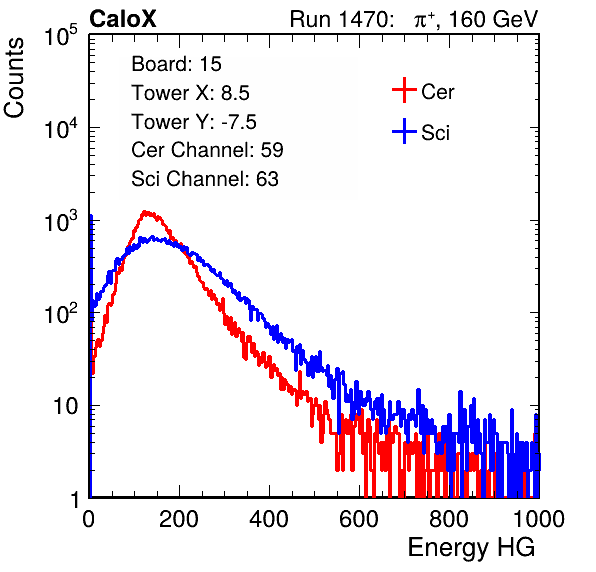 CaloX Run 1470: π⁺, 160 GeV
Counts
Board: 15
Tower X: 8.5
Tower Y: -7.5
Cer Channel: 59
Sci Channel: 63
Cer
Sci
10⁵
10⁴
10³
10²
10
1
0 200 400 600 800 1000
Energy HG